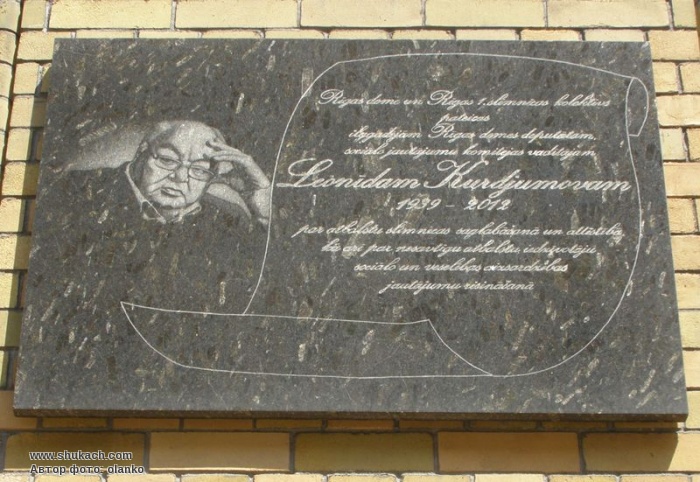 Rīgas dome un Rīgas 1. slimnīcas kolektīvs
pateicas
ilggadējam Rīgas domes deputātam,
sociālo jautājumu komitejas vadītājam
Leonīdam Kurdjumovam
1939 - 2012
par atbalstu slimnīcas saglabāšanā un attīstībā,
kā arī par nesavtīgu atbalstu iedzīvotāju
sociālo un veselības aizsardzības
jautājumu risināšanā
www.shukach.com
Автор фото: olanko